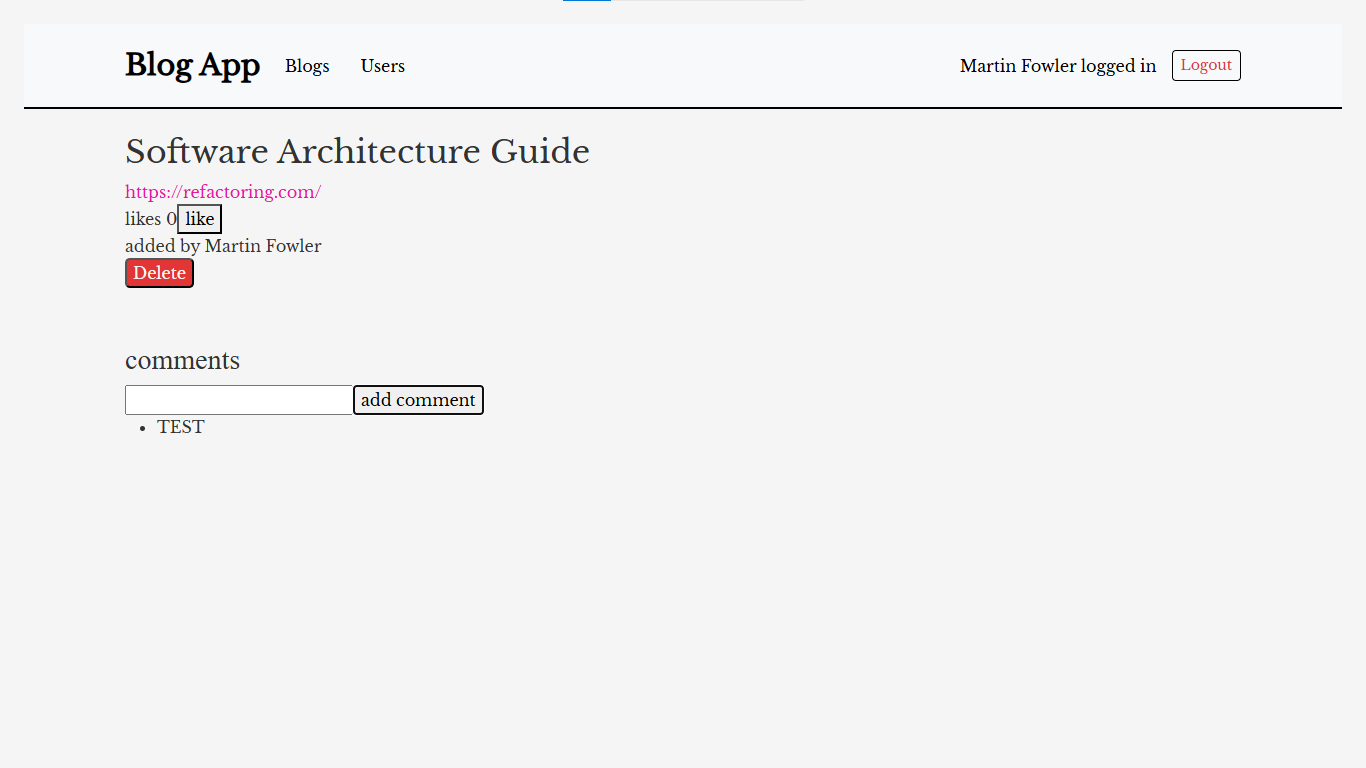 Blog App Blogs Users Martin Fowler logged in Logout
Software Architecture Guide
https://refactoring.com/
likes 0 like
added by Martin Fowler
Delete
comments
add comment
TEST